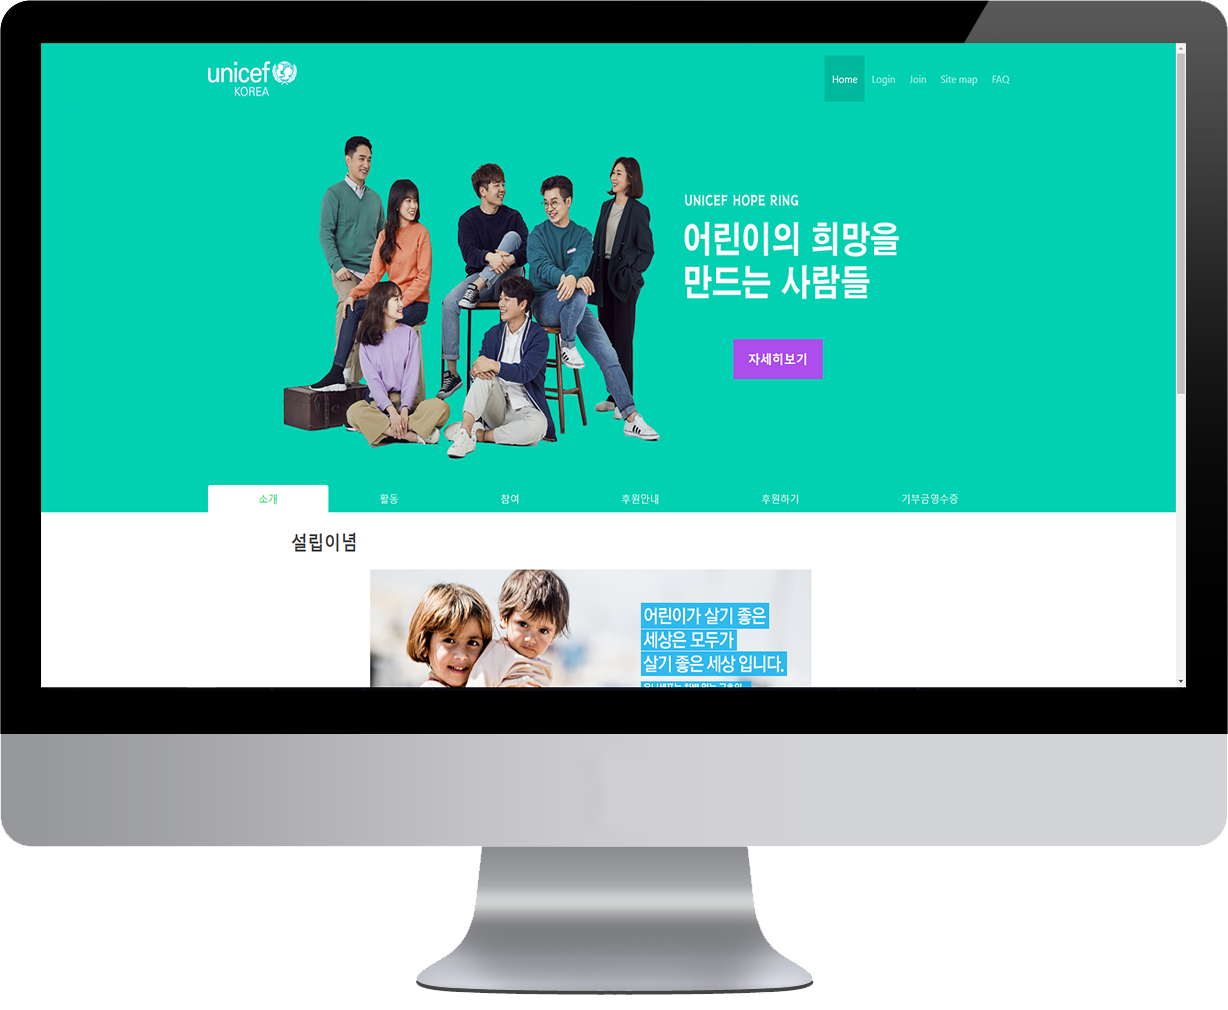 unicef
KOREA
Home Login Join Site map FAQ
UNICEF HOPE RING
어린이의 희망을
만드는 사람들
자세히보기
소개 활동 참여 후원안내 후원하기 기부금영수증
설립이념
어린이가 살기 좋은
세상은 모두가
살기 좋은 세상 입니다.